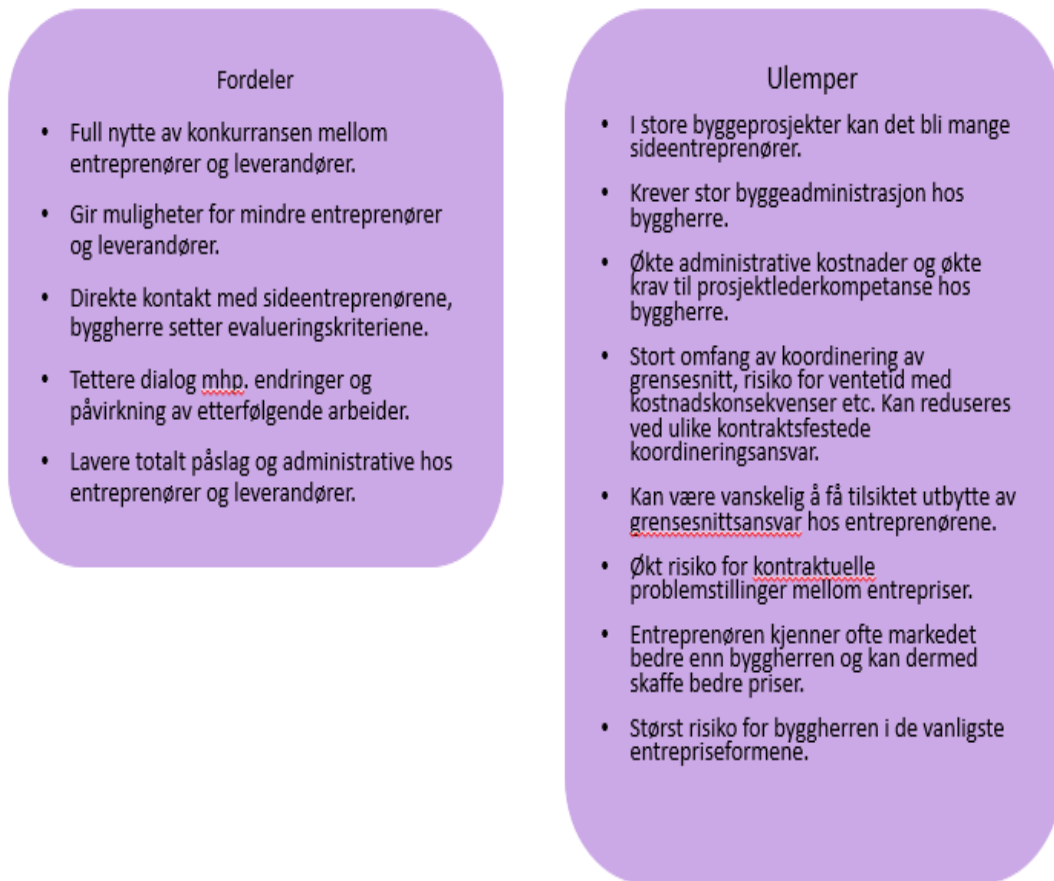 Fordeler
• Full nytte av konkurransen mellom
entreprenører og leverandører.
• Gir muligheter for mindre entreprenører
og leverandører.
• Direkte kontakt med sideentreprenørene,
byggherre setter evalueringskriteriene.
• Tettere dialog mhp. endringer og
påvirkning av etterfølgende arbeider.
• Lavere totalt påslag og administrative hos
entreprenører og leverandører.
Ulemper
• I store byggeprosjekter kan det bli mange
sideentreprenører.
• Krever stor byggeadministrasjon hos
byggherre.
• Økte administrative kostnader og økte
krav til prosjektlederkompetanse hos
byggherre.
• Stort omfang av koordinering av
grensesnitt, risiko for ventetid med
kostnadskonsekvenser etc. Kan reduseres
ved ulike kontraktsfestede
koordineringsansvar.
• Kan være vanskelig å få tilsiktet utbytte av
grensesnittsansvar hos entreprenørene.
• Økt risiko for kontraktuelle
problemstillinger mellom entrepriser.
• Entreprenøren kjenner ofte markedet
bedre enn byggherren og kan dermed
skaffe bedre priser.
• Størst risiko for byggherren i de vanligste
entrepriseformene.